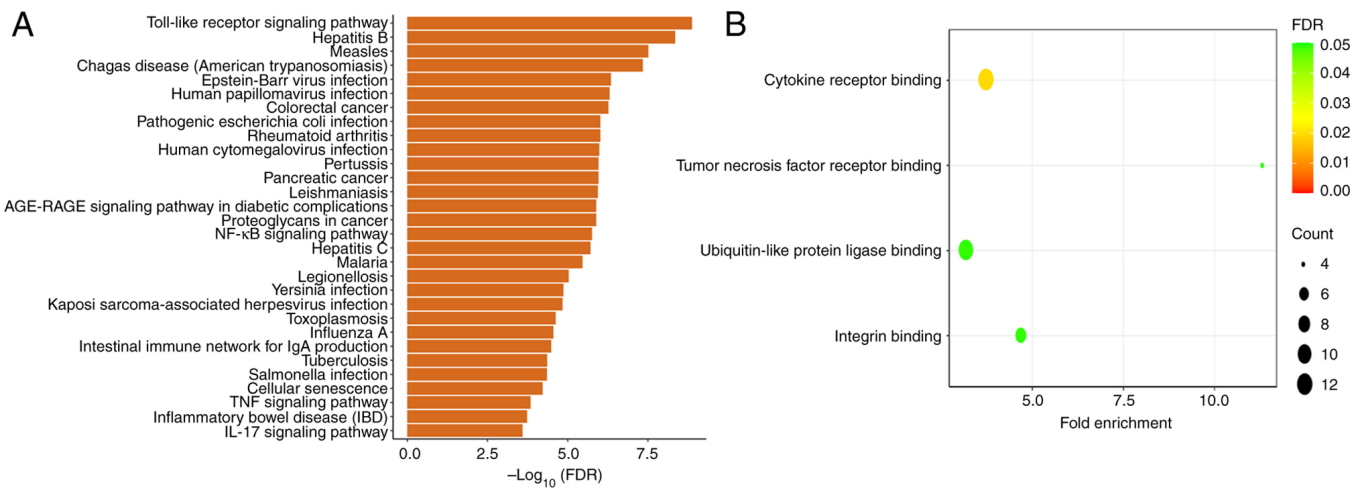 A
Toll-like receptor signaling pathway
Hepatitis B
Measles
Chagas disease (American trypanosomiasis)
Epstein-Barr virus infection
Human papillomavirus infection
Colorectal cancer
Pathogenic escherichia coli infection
Rheumatoid arthritis
Human cytomegalovirus infection
Pertussis
Pancreatic cancer
Leishmaniasis
AGE-RAGE signaling pathway in diabetic complications
Proteoglycans in cancer
NF-κB signaling pathway
Hepatitis C
Malaria
Legionellosis
Yersinia infection
Kaposi sarcoma-associated herpesvirus infection
Toxoplasmosis
Influenza A
Intestinal immune network for IgA production
Tuberculosis
Salmonella infection
Cellular senescence
TNF signaling pathway
Inflammatory bowel disease (IBD)
IL-17 signaling pathway
0.0 2.5 5.0 7.5
–Log10 (FDR)
B
Cytokine receptor binding
Tumor necrosis factor receptor binding
Ubiquitin-like protein ligase binding
Integrin binding
5.0 7.5 10.0
Fold enrichment
FDR
0.05
0.04
0.03
0.02
0.01
0.00
Count
4
6
8
10
12